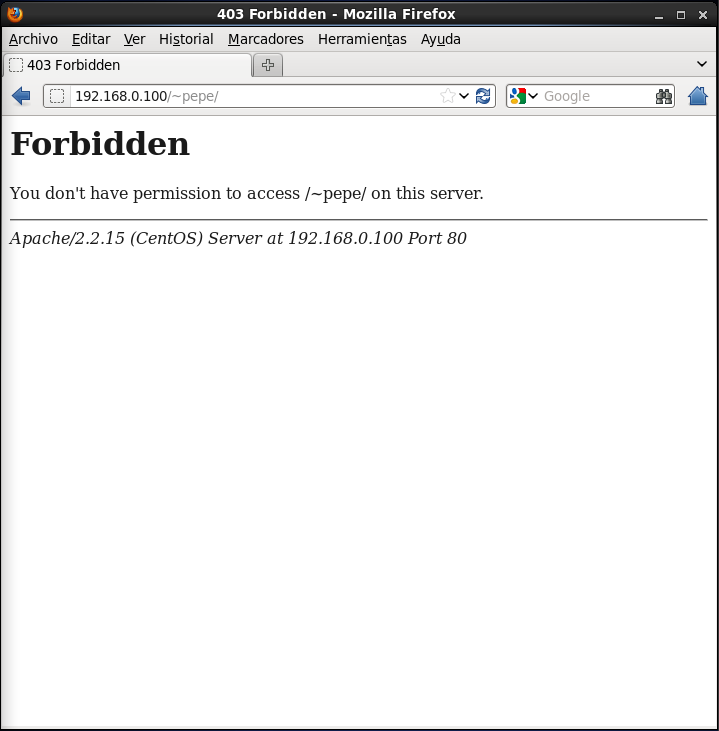 403 Forbidden - Mozilla Firefox
Archivo Editar Ver Historial Marcadores Herramientas Ayuda
403 Forbidden
192.168.0.100/~pepe/ Google
Forbidden
You don't have permission to access /~pepe/ on this server.
Apache/2.2.15 (CentOS) Server at 192.168.0.100 Port 80